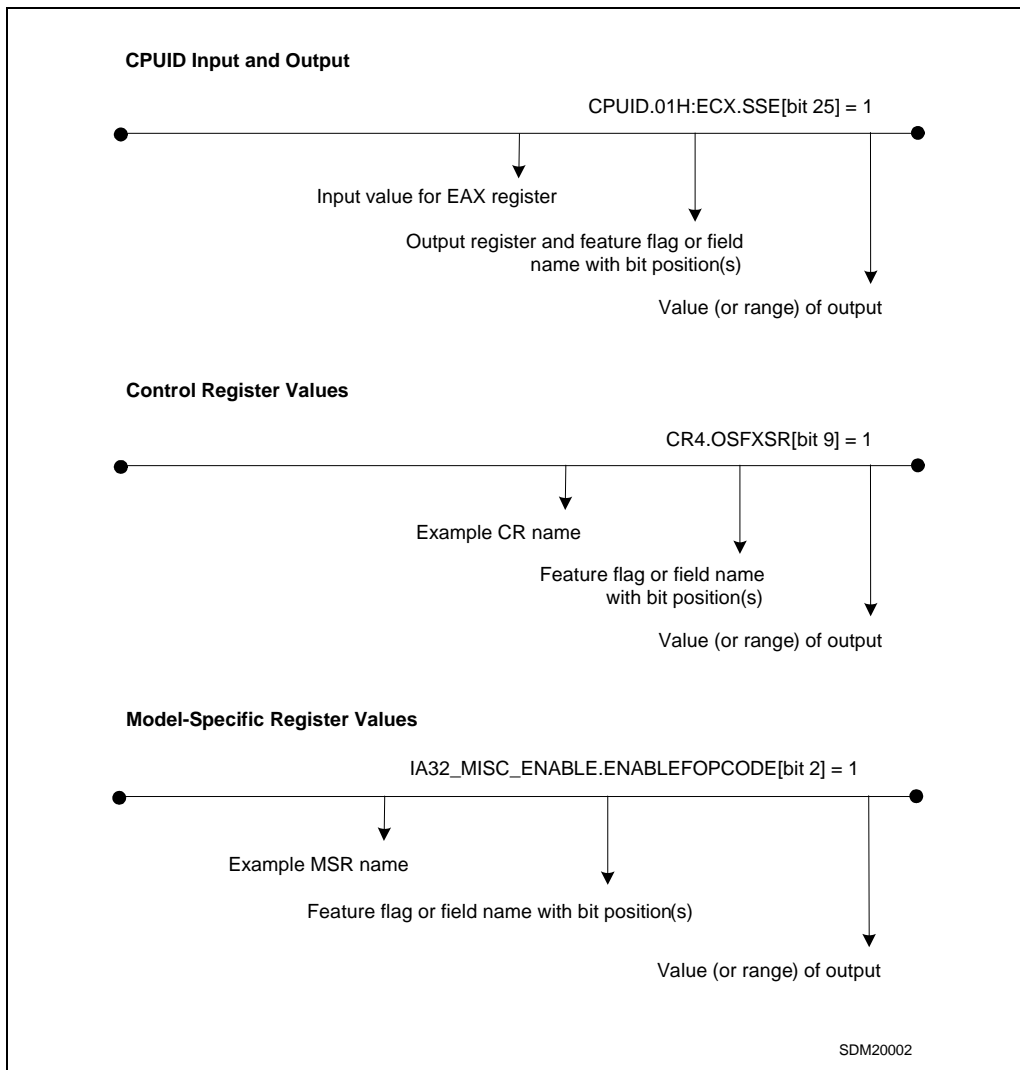 CPUID Input and Output
CPUID.01H:ECX.SSE[bit 25] = 1
Input value for EAX register
Output register and feature flag or field
name with bit position(s)
Value (or range) of output
Control Register Values
CR4.OSFXSR[bit 9] = 1
Example CR name
Feature flag or field name
with bit position(s)
Value (or range) of output
Model-Specific Register Values
IA32_MISC_ENABLE.ENABLEFOPCODE[bit 2] = 1
Example MSR name
Feature flag or field name with bit position(s)
Value (or range) of output
SDM20002